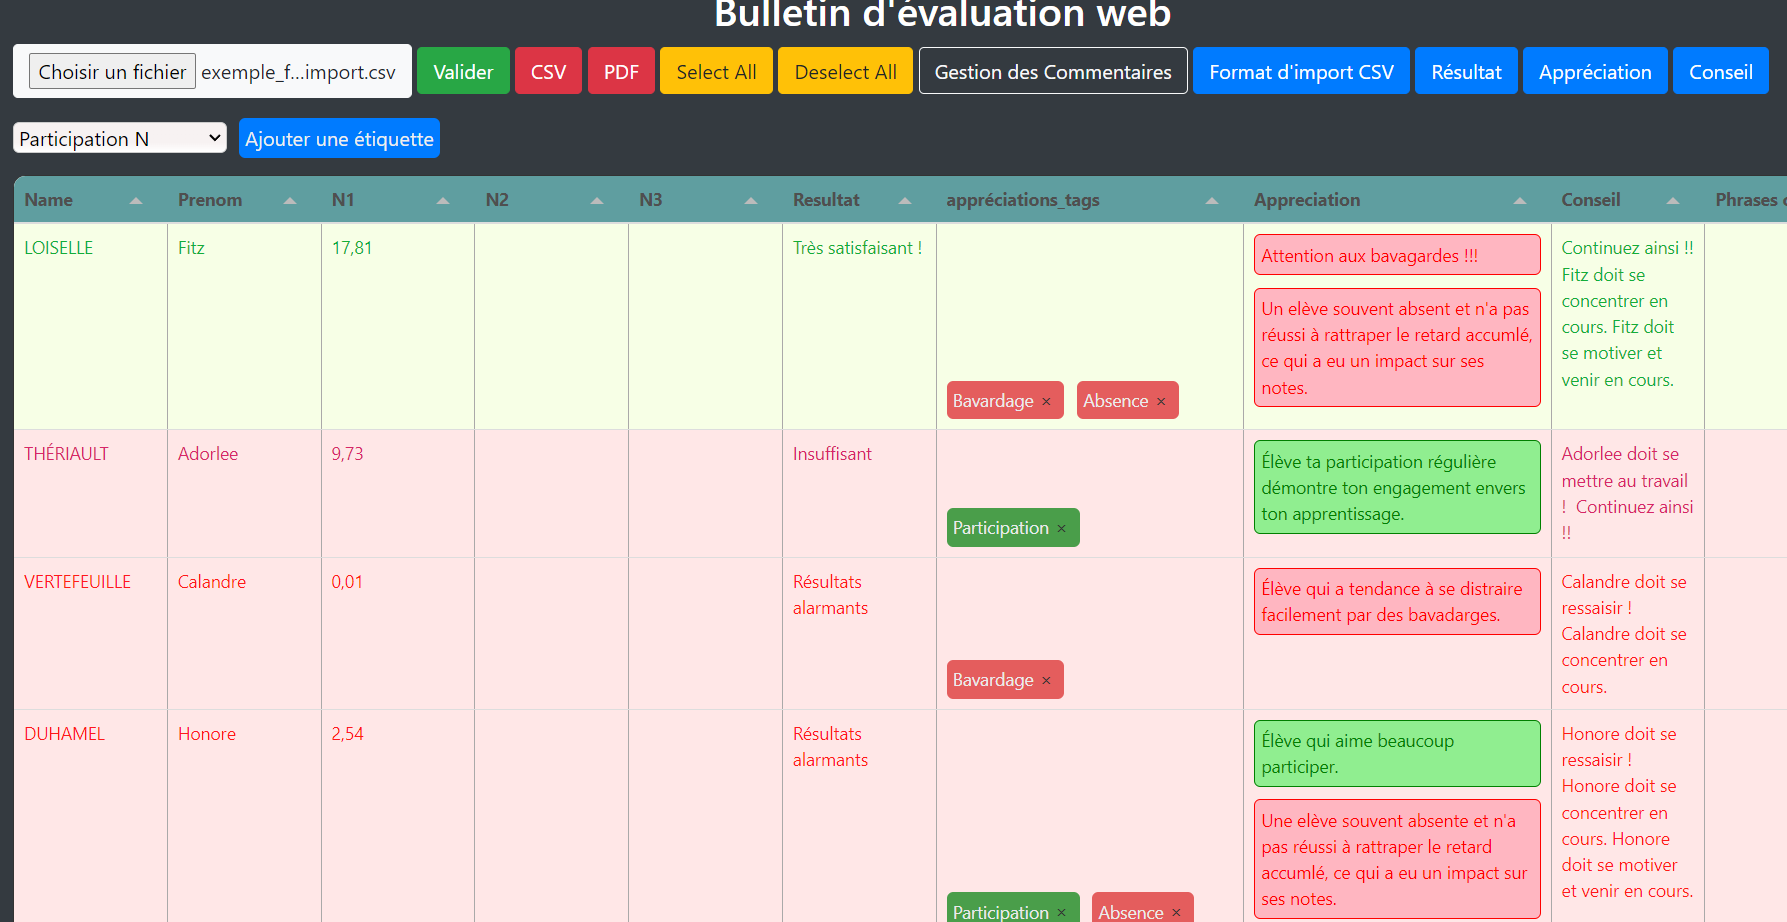 Bulletin d'évaluation web
Choisir un fichier exemple_f...import.csv Valider CSV PDF Select All Deselect All Gestion des Commentaires Format d'import CSV Résultat Appréciation Conseil
Participation N Ajouter une étiquette
Name Prenom N1 N2 N3 Resultat appréciations_tags Appreciation Conseil Phrases
LOISELLE Fitz 17,81 Très satisfaisant !
Bavardage × Absence ×
Attention aux bavagardes !!!
Un elève souvent absent et n'a pas
réussi à rattraper le retard accumlé,
ce qui a eu un impact sur ses
notes.
Continuez ainsi !!
Fitz doit se
concentrer en
cours. Fitz doit
se motiver et
venir en cours.
THÉRIAULT Adorlee 9,73 Insuffisant
Participation ×
Élève ta participation régulière
démontre ton engagement envers
ton apprentissage.
Adorlee doit se
mettre au travail
! Continuez ainsi
!!
VERTEFEUILLE Calandre 0,01 Résultats
alarmants
Bavardage ×
Élève qui a tendance à se distraire
facilement par des bavadarges.
Calandre doit se
ressaisir !
Calandre doit se
concentrer en
cours.
DUHAMEL Honore 2,54 Résultats
alarmants
Participation × Absence ×
Élève qui aime beaucoup
participer.
Une elève souvent absente et n'a
pas réussi à rattraper le retard
accumlé, ce qui a eu un impact sur
ses notes.
Honore doit se
ressaisir !
Honore doit se
concentrer en
cours. Honore
doit se motiver
et venir en cours.